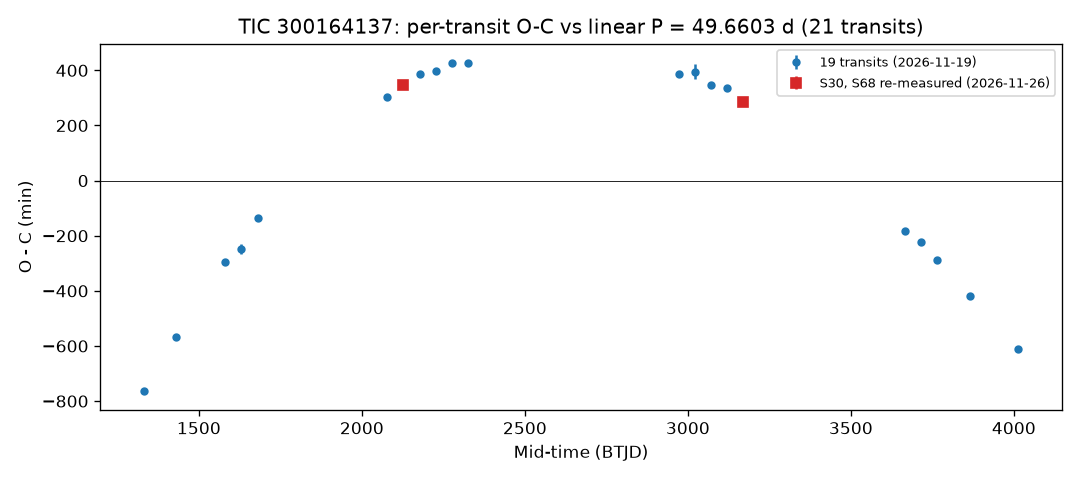 TIC 300164137: per-transit O-C vs linear P = 49.6603 d (21 transits)
19 transits (2026-11-19)
S30, S68 re-measured (2026-11-26)
O - C (min)
400
200
0
−200
−400
−600
−800
1500 2000 2500 3000 3500 4000
Mid-time (BTJD)